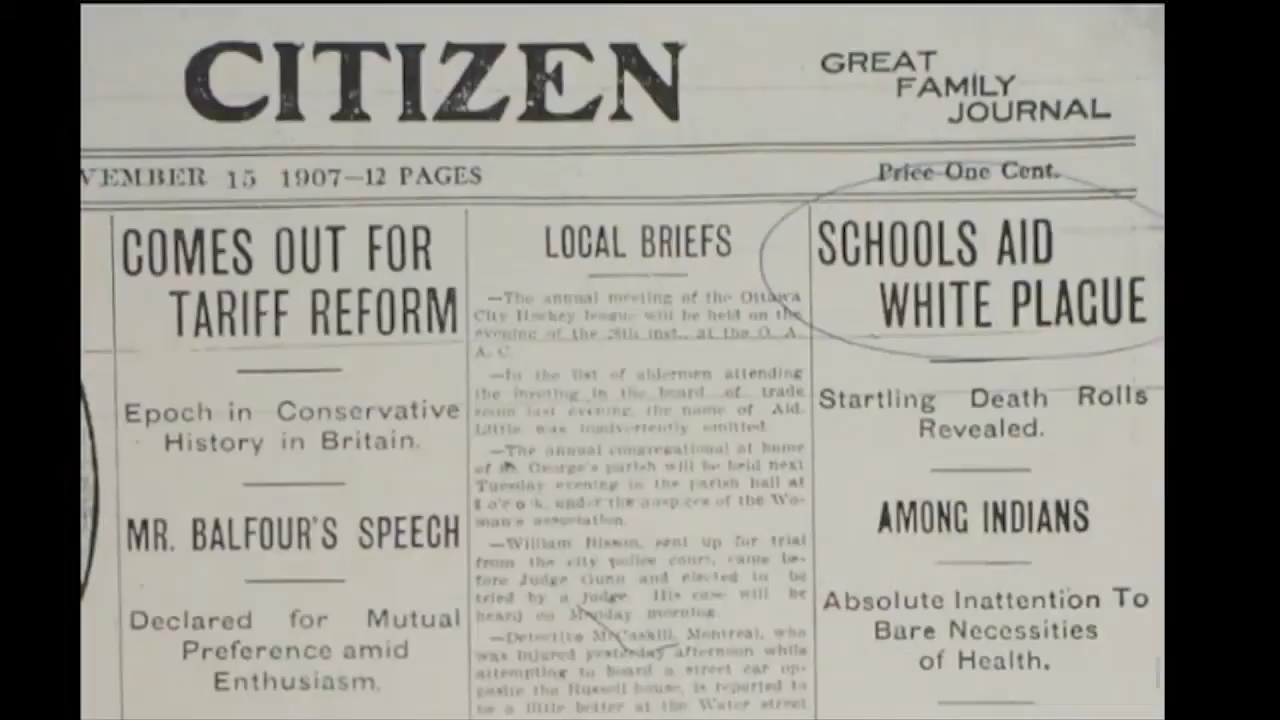 CITIZEN
GREAT
FAMILY
JOURNAL
VEMBER 15 1907—12 PAGES
Price One Cent.
COMES OUT FOR
TARIFF REFORM
Epoch in Conservative
History in Britain.
MR. BALFOUR'S SPEECH
Declared for Mutual
Preference amid
Enthusiasm.
LOCAL BRIEFS
—The annual meeting of the Ottawa
City Hockey league will be held on the
evening of the inst., at the O. A.
A. C.
—In the list of aldermen attending
the meeting in the board of trade
room last evening, the name of Ald.
Little was inadvertently omitted.
—The annual congregational at home
of George's parish will be held next
Tuesday evening in the parish hall at
under the auspices of the Wo-
man's association.
—William sent up for trial
from the city police court, came be-
fore Judge Gunn and elected to be
tried by a judge. His case will be
heard on Monday morning.
—Detective McCaskill, Montreal, who
was injured yesterday afternoon while
attempting to board a street car op-
posite the Russell house, is reported to
be a little better at the Water street
SCHOOLS AID
WHITE PLAGUE
Startling Death Rolls
Revealed.
AMONG INDIANS
Absolute Inattention To
Bare Necessities
of Health.